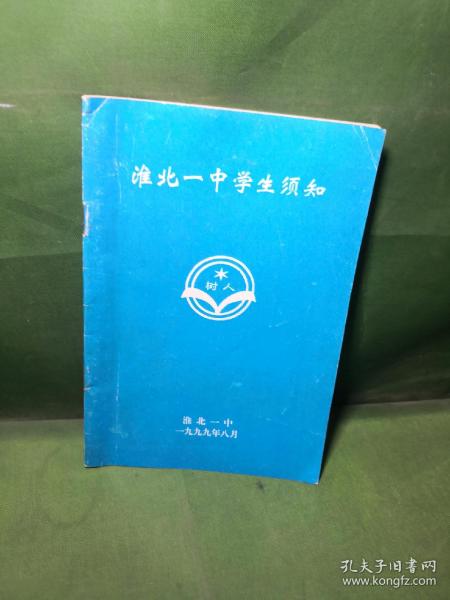 淮北一中学生须知
树人
淮北一中
一九九九年八月
孔夫子旧书网
www.kongfz.com